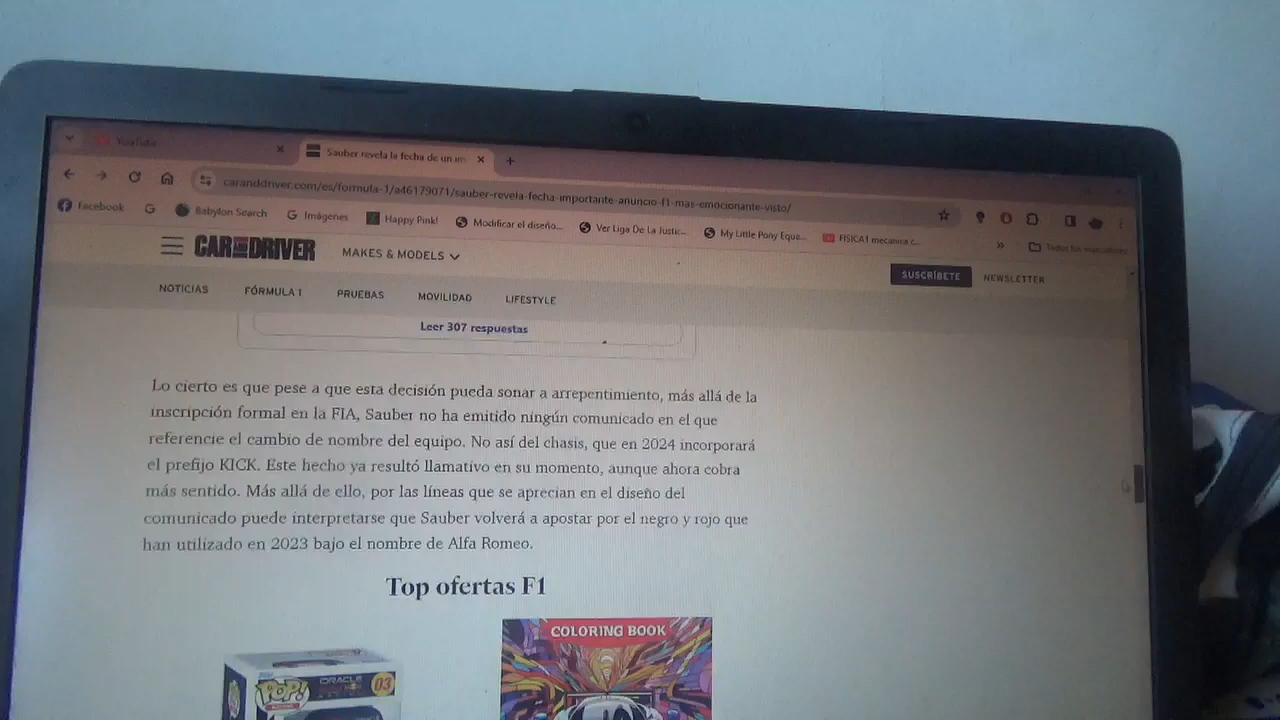 YouTube
Sauber revela la fecha de un im
caranddriver.com/es/formula-1/a46179071/sauber-revela-fecha-importante-anuncio-f1-mas-emocionante-visto/
Facebook
Babylon Search
Imágenes
Happy Pink!
Modificar el diseño...
Ver Liga De La Justic...
My Little Pony Eque...
FISICA1 mecanica c...
Todos los marcadores
CAR AND DRIVER
MAKES & MODELS
SUSCRÍBETE
NEWSLETTER
NOTICIAS
FÓRMULA 1
PRUEBAS
MOVILIDAD
LIFESTYLE
Leer 307 respuestas
Lo cierto es que pese a que esta decisión pueda sonar a arrepentimiento, más allá de la
inscripción formal en la FIA, Sauber no ha emitido ningún comunicado en el que
referencie el cambio de nombre del equipo. No así del chasis, que en 2024 incorporará
el prefijo KICK. Este hecho ya resultó llamativo en su momento, aunque ahora cobra
más sentido. Más allá de ello, por las líneas que se aprecian en el diseño del
comunicado puede interpretarse que Sauber volverá a apostar por el negro y rojo que
han utilizado en 2023 bajo el nombre de Alfa Romeo.
Top ofertas F1
COLORING BOOK
POP!
ORACLE
03